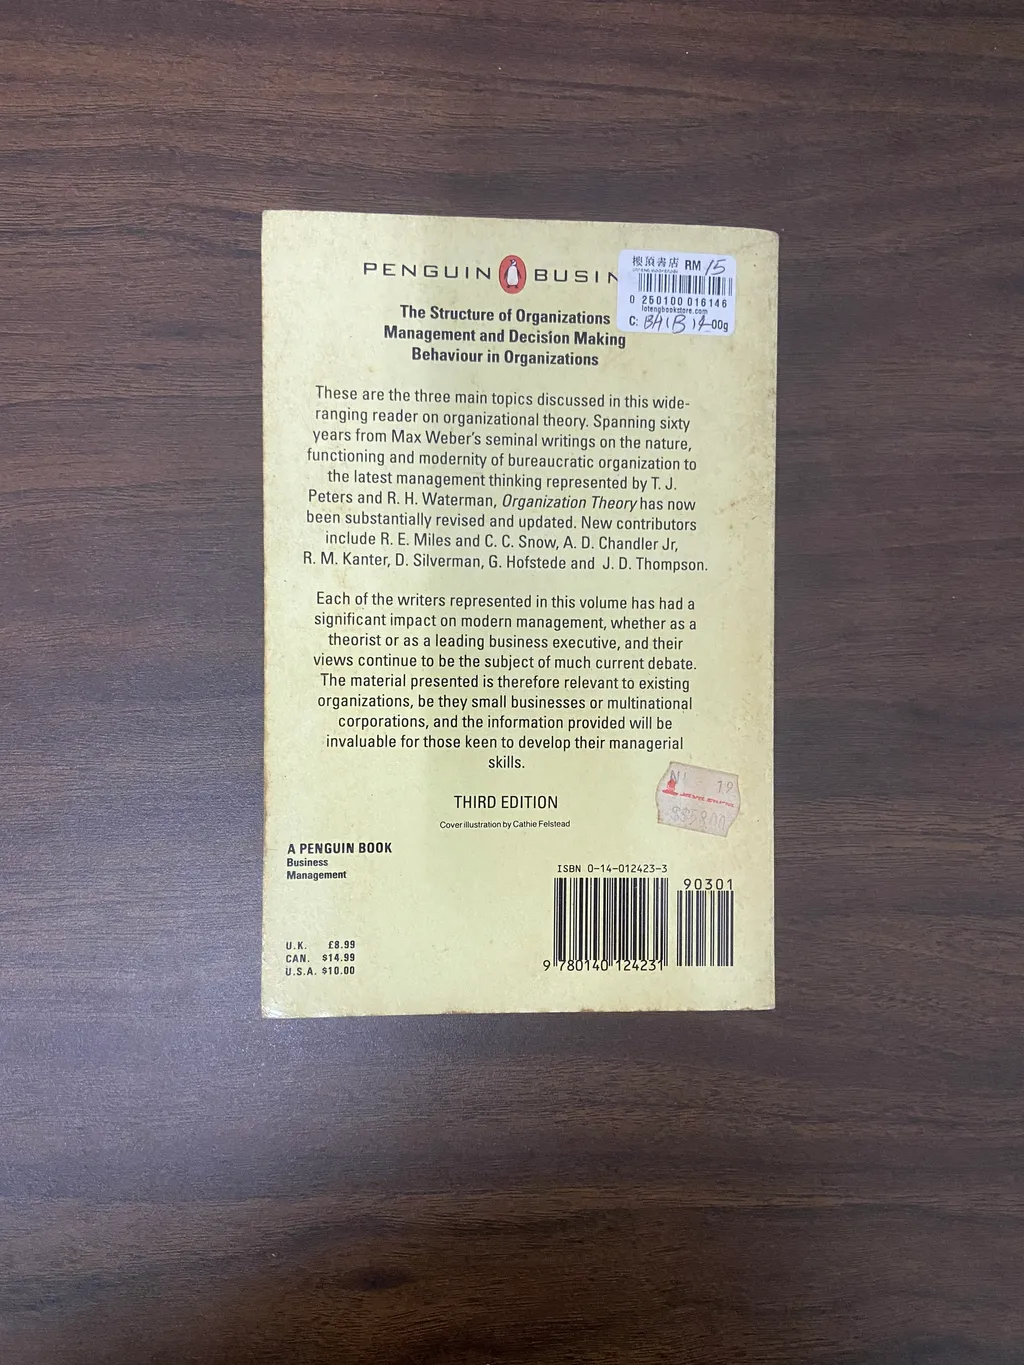 PENGUIN BUSIN
樓頂書店 RM 15
0 250100 016146
lotengbookstore.com
C: 00g
The Structure of Organizations
Management and Decision Making
Behaviour in Organizations
These are the three main topics discussed in this wide-
ranging reader on organizational theory. Spanning sixty
years from Max Weber's seminal writings on the nature,
functioning and modernity of bureaucratic organization to
the latest management thinking represented by T. J.
Peters and R. H. Waterman, Organization Theory has now
been substantially revised and updated. New contributors
include R. E. Miles and C. C. Snow, A. D. Chandler Jr,
R. M. Kanter, D. Silverman, G. Hofstede and J. D. Thompson.
Each of the writers represented in this volume has had a
significant impact on modern management, whether as a
theorist or as a leading business executive, and their
views continue to be the subject of much current debate.
The material presented is therefore relevant to existing
organizations, be they small businesses or multinational
corporations, and the information provided will be
invaluable for those keen to develop their managerial
skills.
THIRD EDITION
Cover illustration by Cathie Felstead
A PENGUIN BOOK
Business
Management
ISBN 0-14-012423-3
90301
9 780140 124231
U.K. £8.99
CAN. $14.99
U.S.A. $10.00